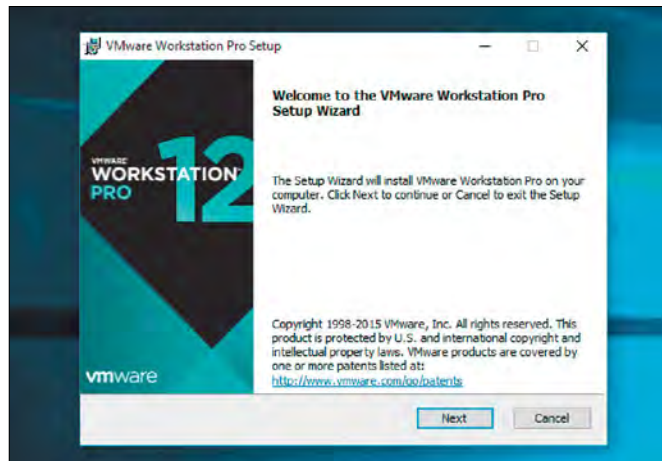 VMware Workstation Pro Setup
Welcome to the VMware Workstation Pro
Setup Wizard
VMWARE
WORKSTATION
PRO
12
The Setup Wizard will install VMware Workstation Pro on your
computer. Click Next to continue or Cancel to exit the Setup
Wizard.
Copyright 1998-2015 VMware, Inc. All rights reserved. This
product is protected by U.S. and international copyright and
intellectual property laws. VMware products are covered by
one or more patents listed at:
http://www.vmware.com/go/patents
vmware
Next
Cancel